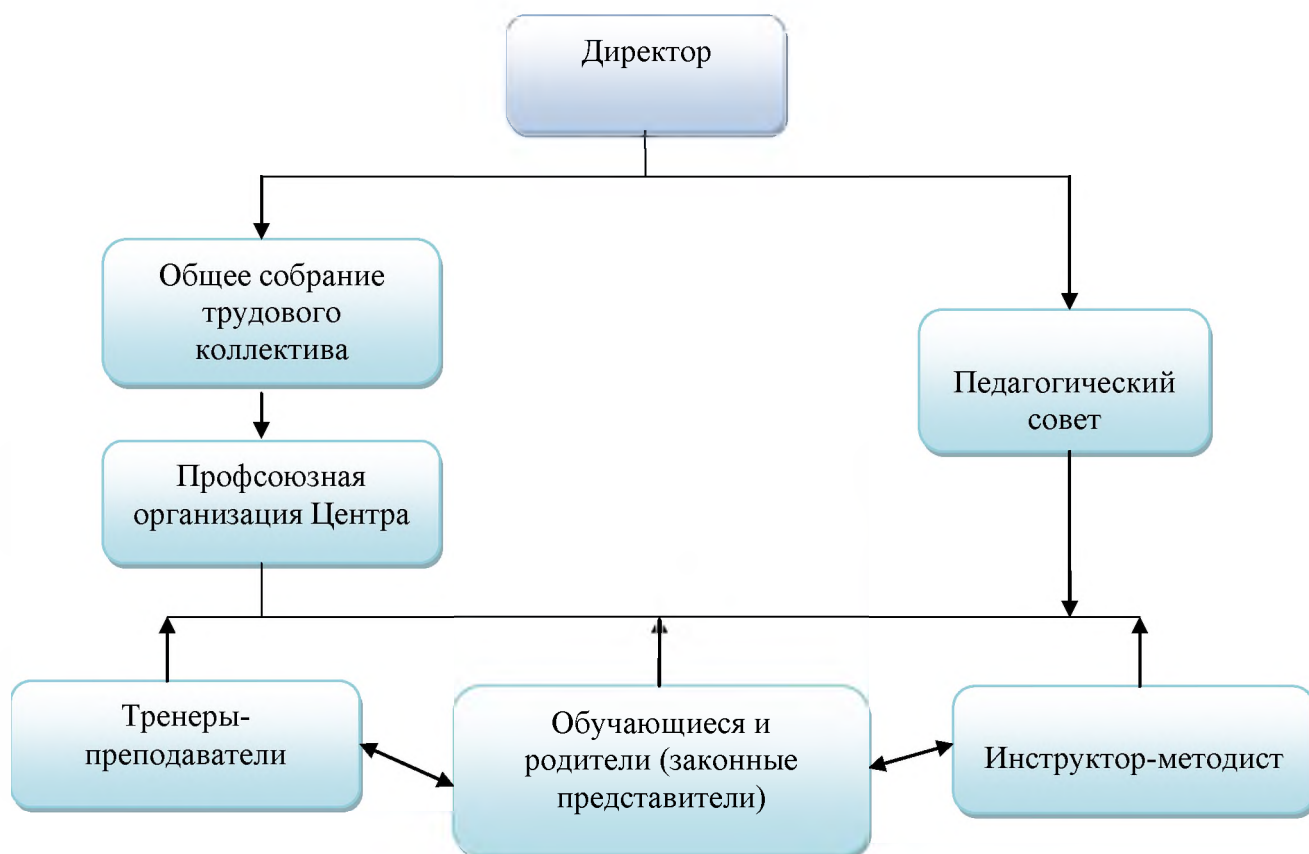 Директор
Общее собрание
трудового
коллектива
Педагогический
совет
Профсоюзная
организация Центра
Тренеры-
преподаватели
Обучающиеся и
родители (законные
представители)
Инструктор-методист